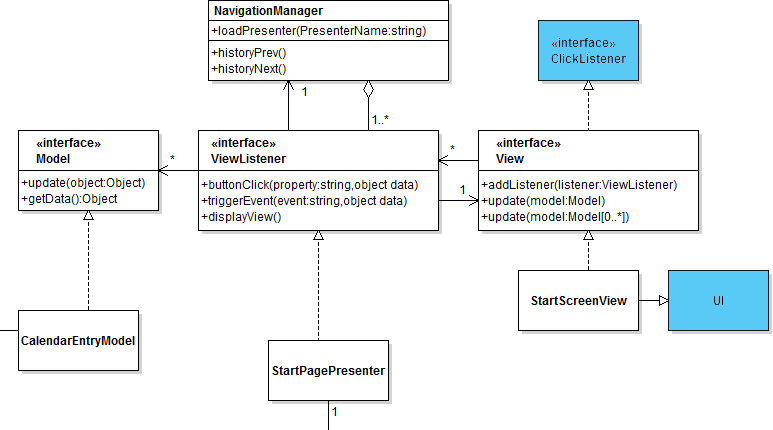 NavigationManager
+loadPresenter(PresenterName:string)
+historyPrev()
+historyNext()
1
1..*
«interface»
ClickListener
«interface»
Model
+update(object:Object)
+getData():Object
*
«interface»
ViewListener
+buttonClick(property:string,object data)
+triggerEvent(event:string,object data)
+displayView()
*
1
«interface»
View
+addListener(listener:ViewListener)
+update(model:Model)
+update(model:Model[0..*])
StartScreenView
UI
CalendarEntryModel
StartPagePresenter
1